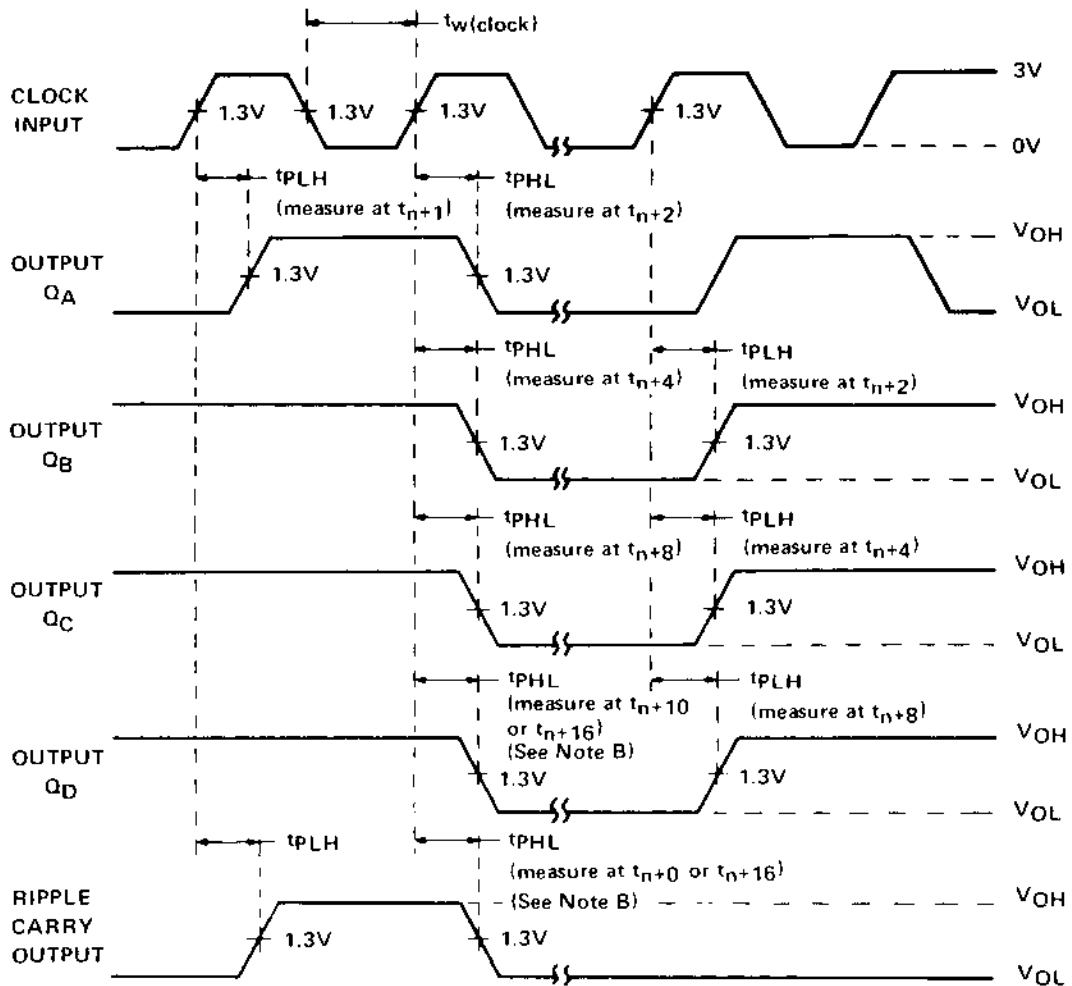 tw(clock)
3V
CLOCK
INPUT
1.3V
1.3V
1.3V
1.3V
0V
tPLH
(measure at tn+1)
tPHL
(measure at tn+2)
VOH
OUTPUT
QA
1.3V
1.3V
VOL
tPHL
(measure at tn+4)
tPLH
(measure at tn+2)
VOH
OUTPUT
QB
1.3V
1.3V
VOL
tPHL
(measure at tn+8)
tPLH
(measure at tn+4)
VOH
OUTPUT
QC
1.3V
1.3V
VOL
tPHL
(measure at tn+10
or tn+16)
(See Note B)
tPLH
(measure at tn+8)
VOH
OUTPUT
QD
1.3V
1.3V
VOL
tPLH
tPHL
(measure at tn+0 or tn+16)
(See Note B)
VOH
RIPPLE
CARRY
OUTPUT
1.3V
1.3V
VOL